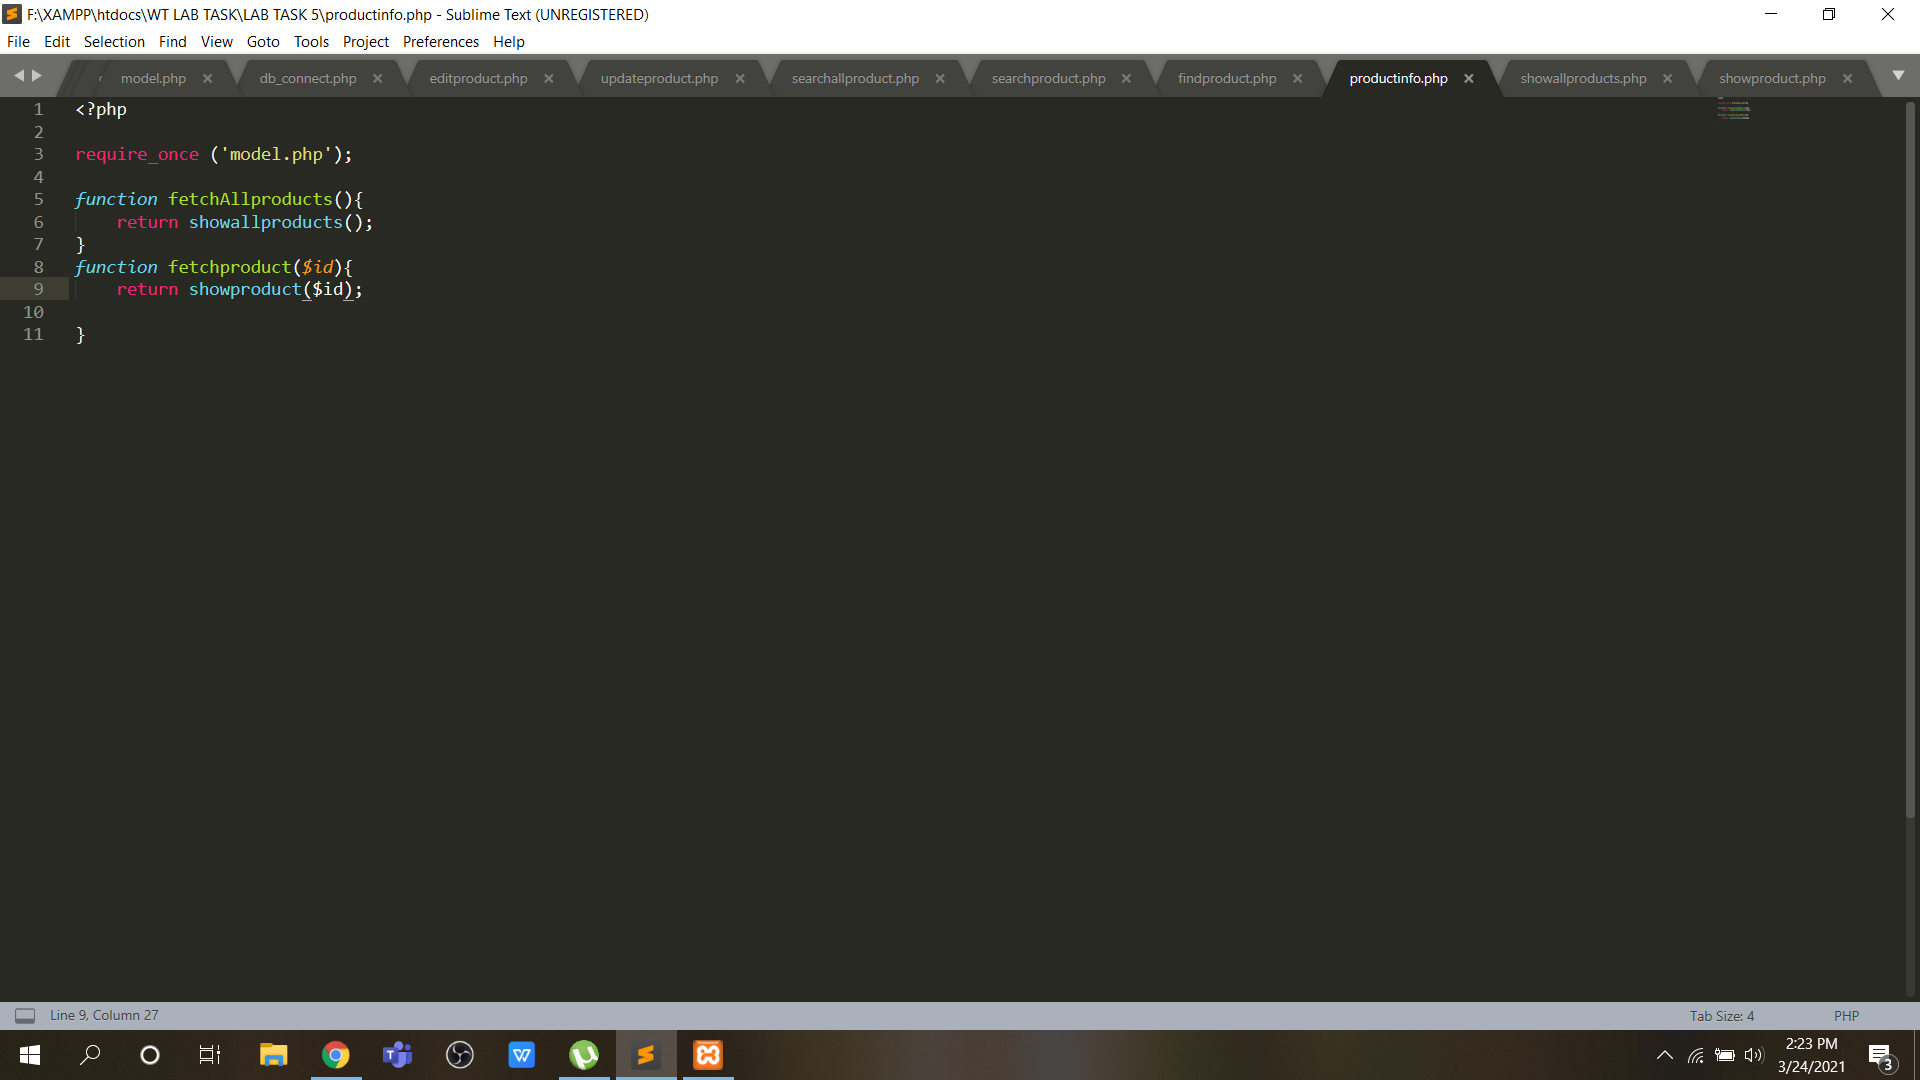 F:\XAMPP\htdocs\WT LAB TASK\LAB TASK 5\productinfo.php - Sublime Text (UNREGISTERED)
File Edit Selection Find View Goto Tools Project Preferences Help
model.php db_connect.php editproduct.php updateproduct.php searchallproduct.php searchproduct.php findproduct.php productinfo.php showallproducts.php showproduct.php
1 <?php
2
3 require_once ('model.php');
4
5 function fetchAllproducts(){
6 return showallproducts();
7 }
8 function fetchproduct($id){
9 return showproduct($id);
10
11 }
Line 9, Column 27 Tab Size: 4 PHP
2:23 PM
3/24/2021
3